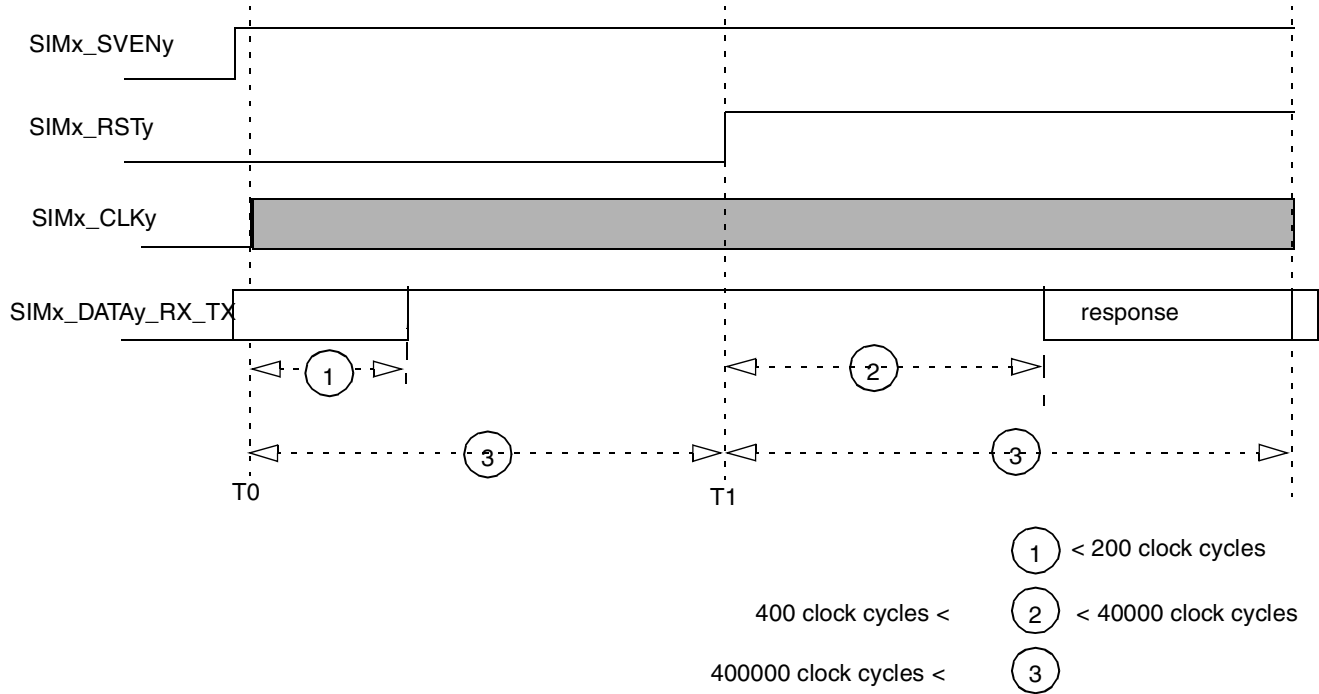 SIMx_SVENy
SIMx_RSTy
SIMx_CLKy
SIMx_DATAy_RX_TX
response
1
2
3
3
T0
T1
1 < 200 clock cycles
400 clock cycles < 2 < 40000 clock cycles
400000 clock cycles < 3